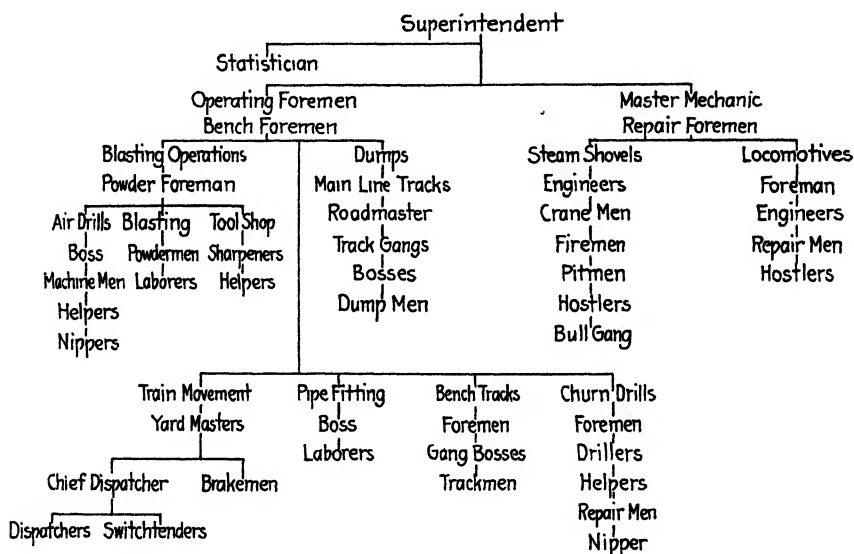 Superintendent
Statistician
Operating Foremen
Bench Foremen
Master Mechanic
Repair Foremen
Blasting Operations
Powder Foreman
Air Drills
Boss
Machine Men
Helpers
Nippers
Blasting
Powdermen
Laborers
Tool Shop
Sharpeners
Helpers
Dumps
Main Line Tracks
Roadmaster
Track Gangs
Bosses
Dump Men
Steam Shovels
Engineers
Crane Men
Firemen
Pitmen
Hostlers
Bull Gang
Locomotives
Foreman
Engineers
Repair Men
Hostlers
Train Movement
Yard Masters
Chief Dispatcher
Brakemen
Dispatchers
Switchtenders
Pipe Fitting
Boss
Laborers
Bench Tracks
Foremen
Gang Bosses
Trackmen
Churn Drills
Foremen
Drillers
Helpers
Repair Men
Nipper